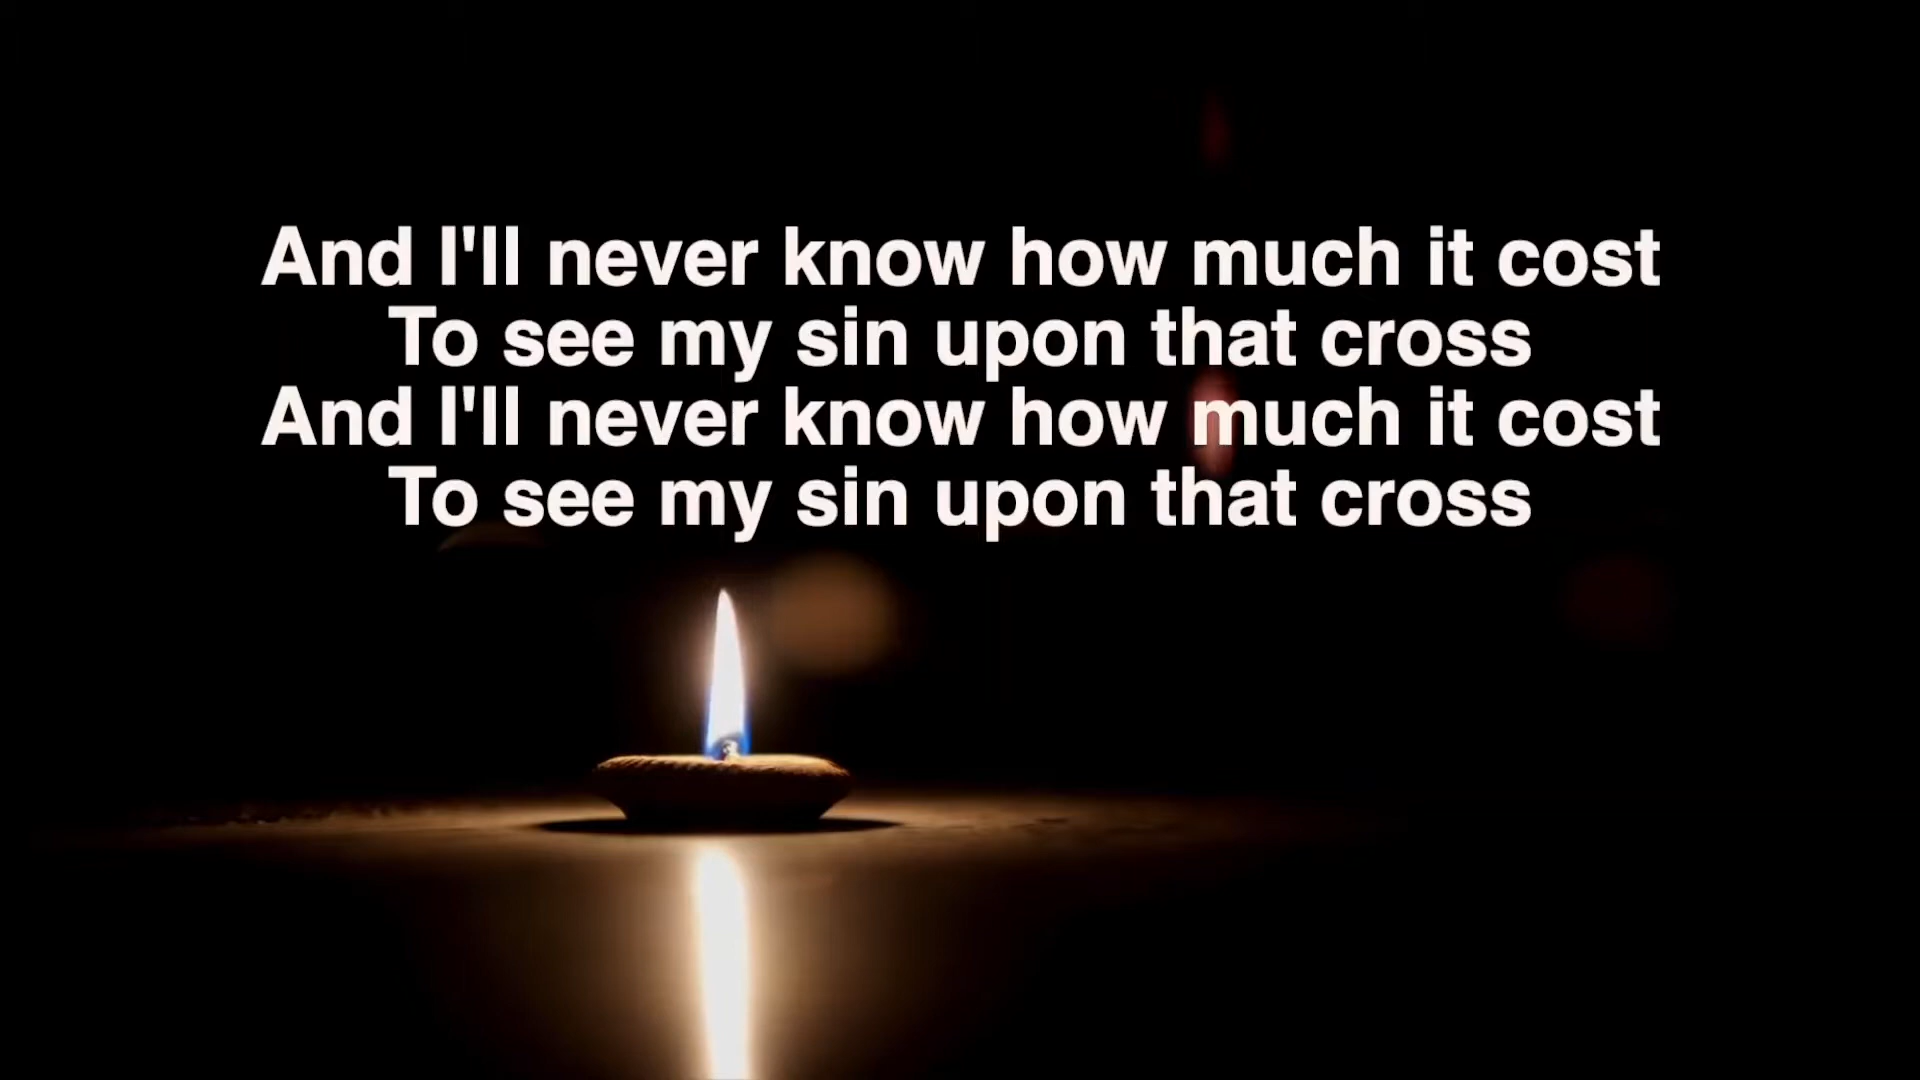 And I'll never know how much it cost
To see my sin upon that cross
And I'll never know how much it cost
To see my sin upon that cross